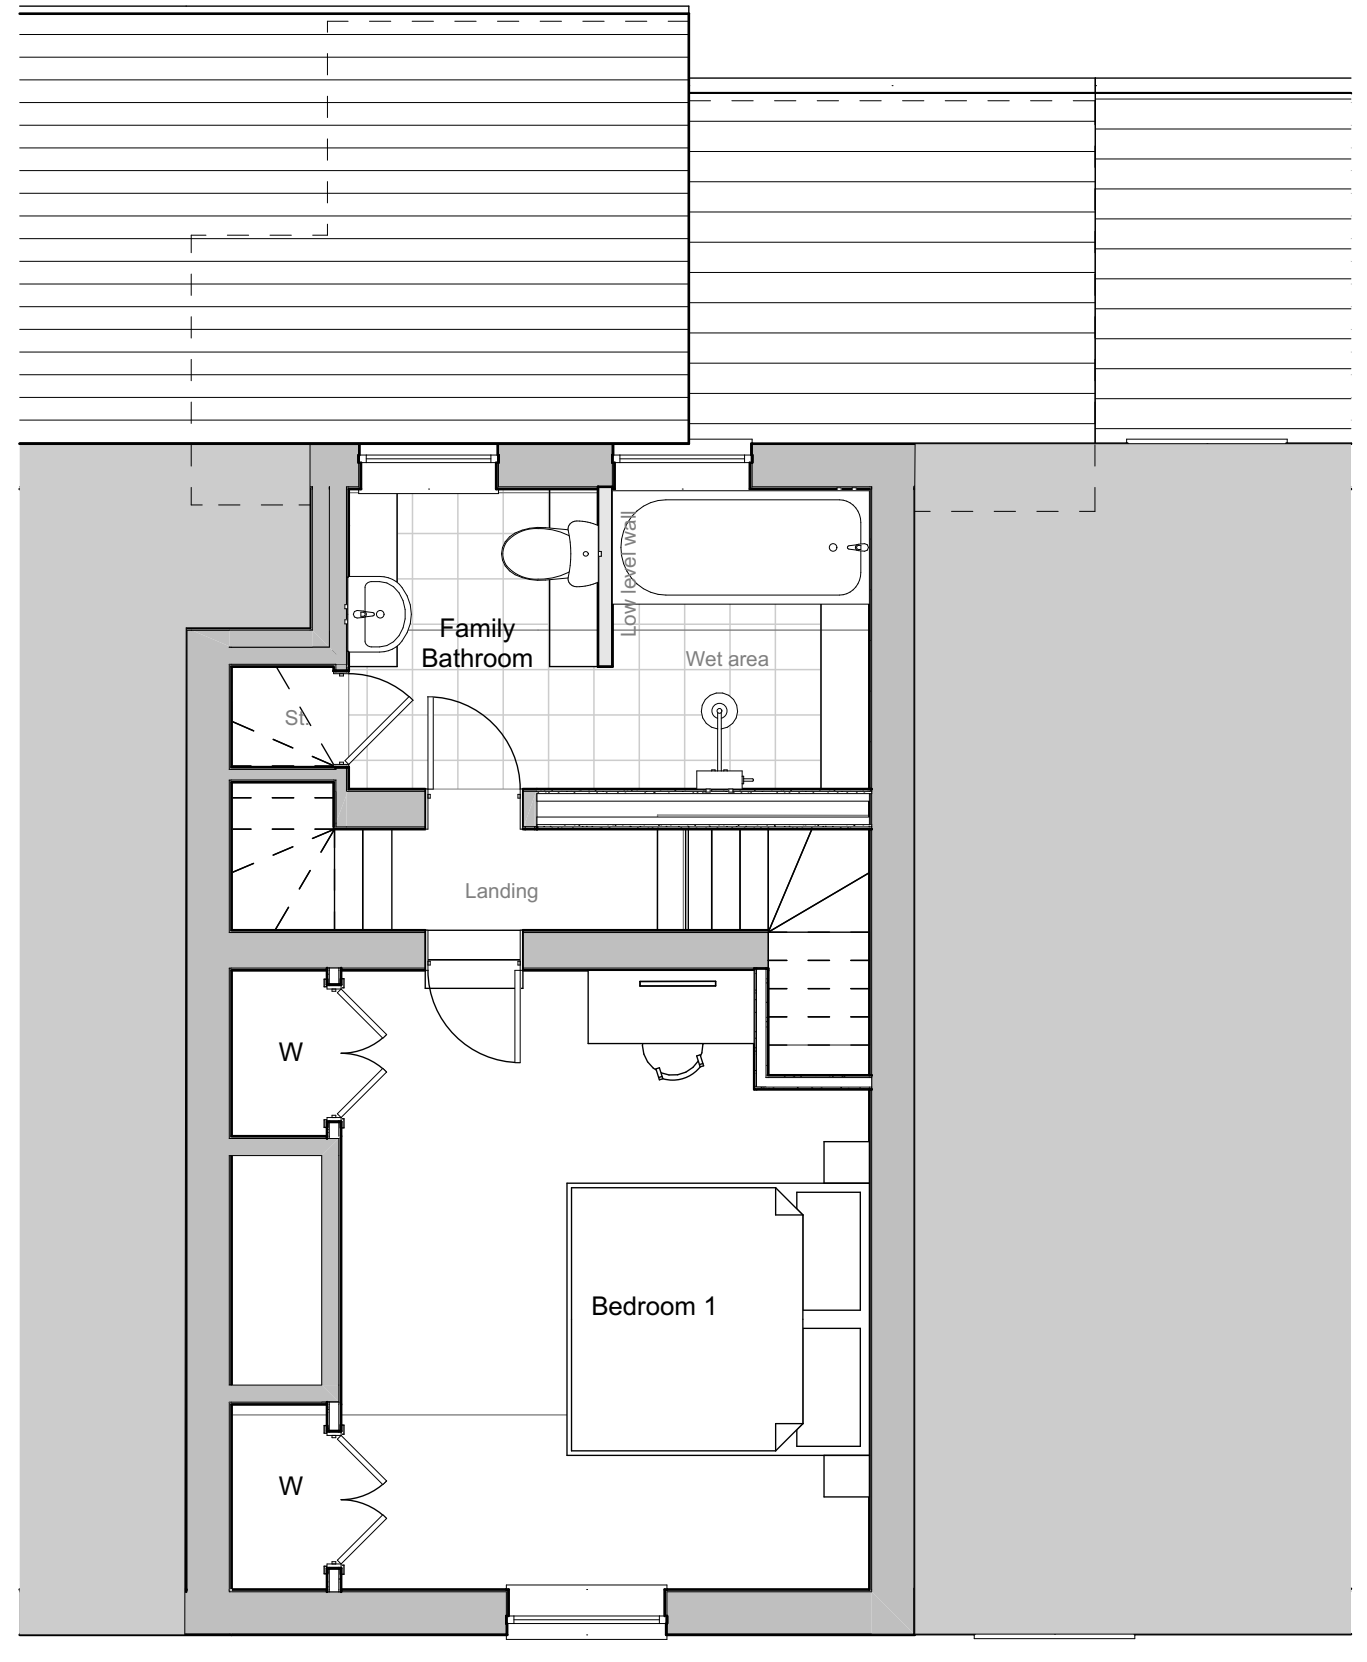 Low level wall
Family
Bathroom
Wet area
St.
Landing
W
Bedroom 1
W